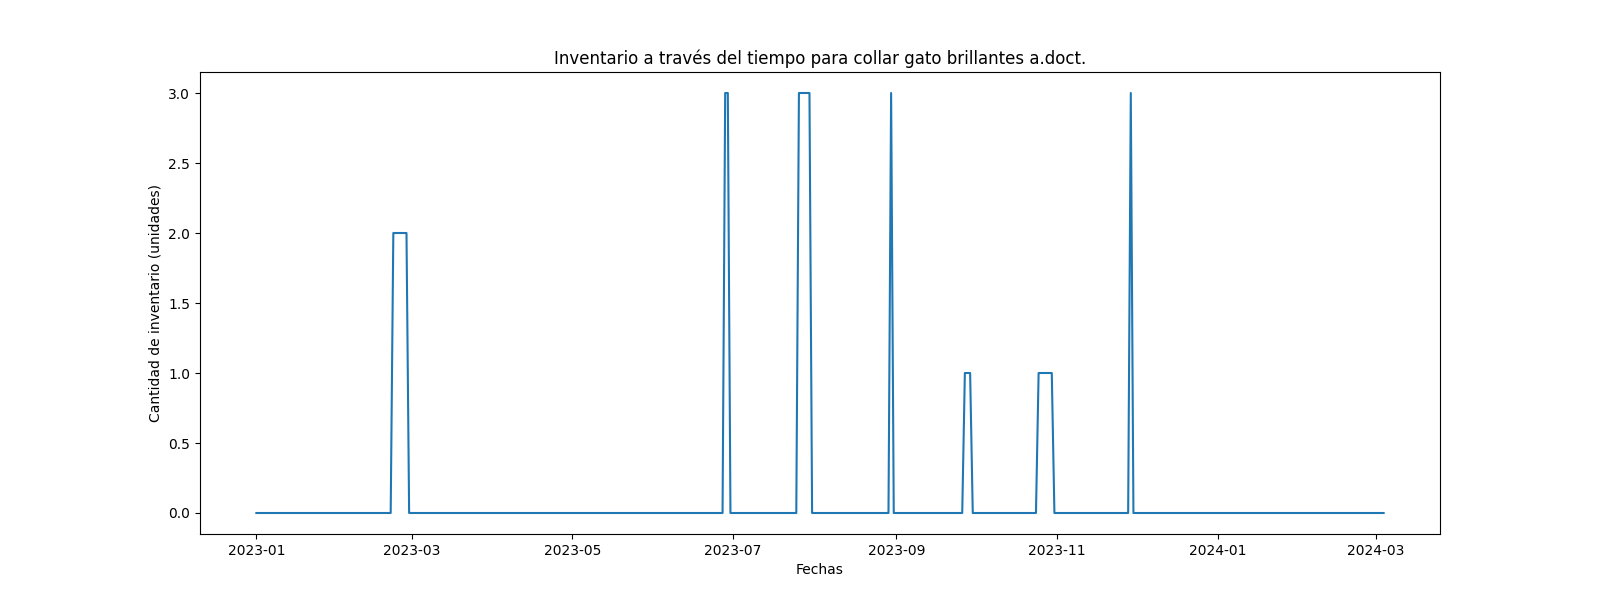 Inventario a través del tiempo para collar gato brillantes a.doct.
3.0
2.5
2.0
1.5
1.0
0.5
0.0
Cantidad de inventario (unidades)
2023-01 2023-03 2023-05 2023-07 2023-09 2023-11 2024-01 2024-03
Fechas